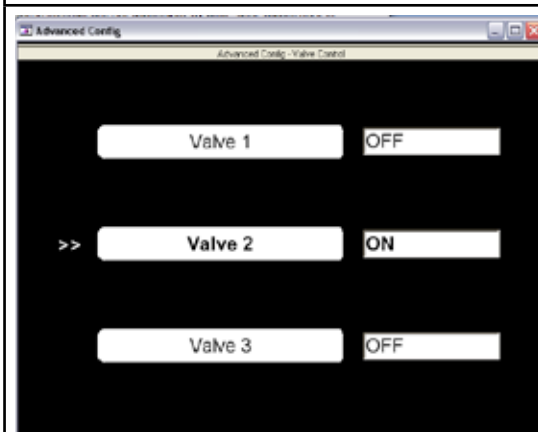 Advanced Config
Advanced Config - Valve Control
Valve 1 OFF
>> Valve 2 ON
Valve 3 OFF